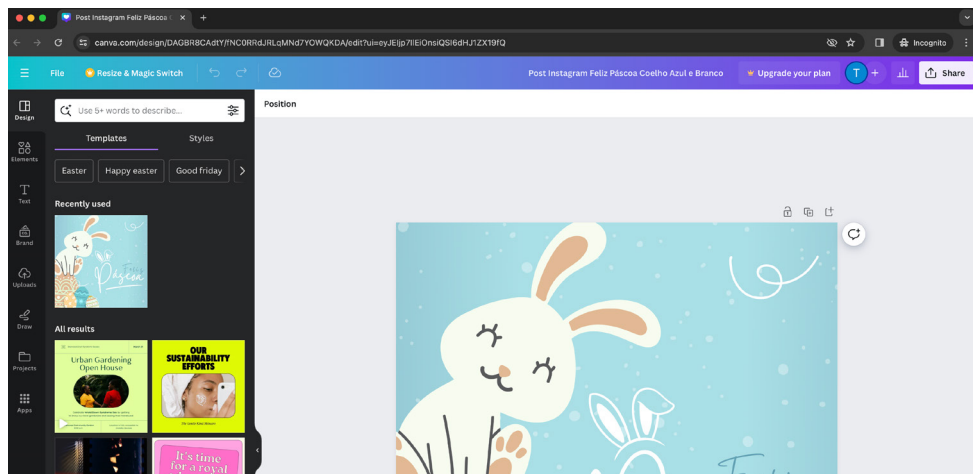 Post Instagram Feliz Páscoa C
canva.com/design/DAGBR8CAdtY/fNC0RRdJRLqMNd7YOWQKDA/edit?ui=eyJEIjp7IlEiOnsiQSI6dHJ1ZX19fQ
Incognito
File
Resize & Magic Switch
Post Instagram Feliz Páscoa Coelho Azul e Branco
Upgrade your plan
T
Share
Design
Use 5+ words to describe...
Position
Templates
Styles
Elements
Easter
Happy easter
Good friday
Text
Recently used
Brand
Feliz
Páscoa
Uploads
Draw
All results
Projects
Urban Gardening
Open House
OUR
SUSTAINABILITY
EFFORTS
Apps
It's time
for a royal